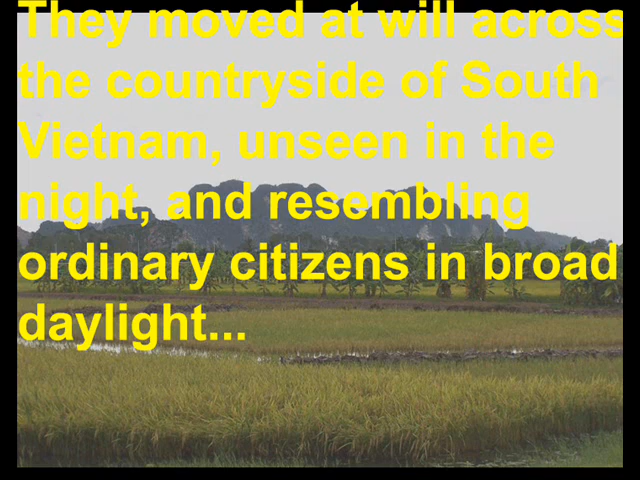 They moved at will across
the countryside of South
Vietnam, unseen in the
night, and resembling
ordinary citizens in broad
daylight...